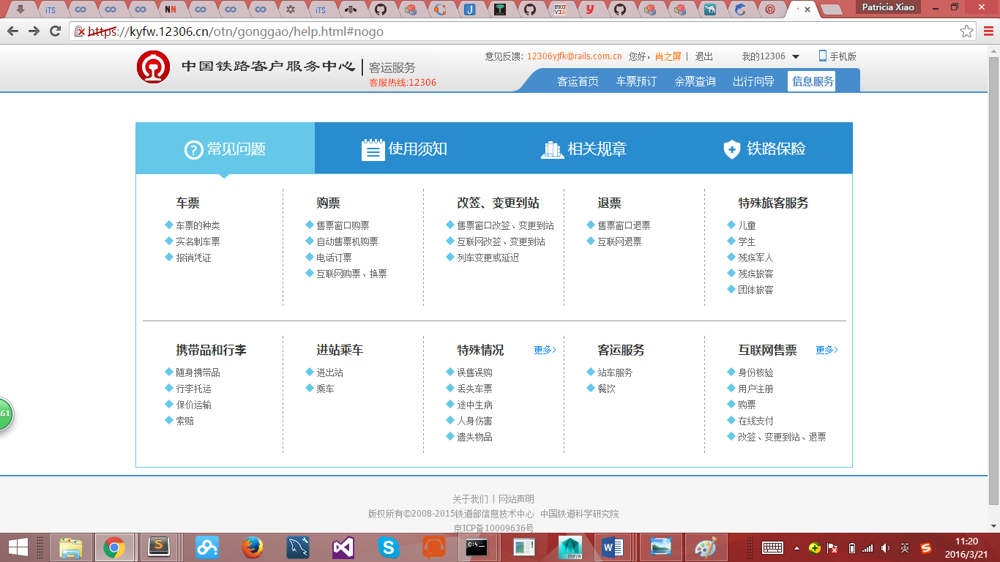 iTS
NN
iTS
J
PRO VIS
y
Patricia Xiao
https://kyfw.12306.cn/otn/gonggao/help.html#nogo
中国铁路客户服务中心 客运服务
客服热线:12306
意见反馈: 12306yjfk@rails.com.cn 您好，肖之屏 | 退出 我的12306 手机版
客运首页 车票预订 余票查询 出行向导 信息服务
常见问题 使用须知 相关规章 铁路保险
车票
车票的种类
实名制车票
报销凭证
购票
售票窗口购票
自动售票机购票
电话订票
互联网购票、换票
改签、变更到站
售票窗口改签、变更到站
互联网改签、变更到站
列车变更或延迟
退票
售票窗口退票
互联网退票
特殊旅客服务
儿童
学生
残疾军人
残疾旅客
团体旅客
携带品和行李
随身携带品
行李托运
保价运输
索赔
进站乘车
进出站
乘车
特殊情况 更多>
误售误购
丢失车票
途中生病
人身伤害
遗失物品
客运服务
站车服务
餐饮
互联网售票 更多>
身份核验
用户注册
购票
在线支付
改签、变更到站、退票
61
关于我们 | 网站声明
版权所有©2008-2015铁道部信息技术中心 中国铁道科学研究院
京ICP备10009636号
MAYA
英
11:20
2016/3/21